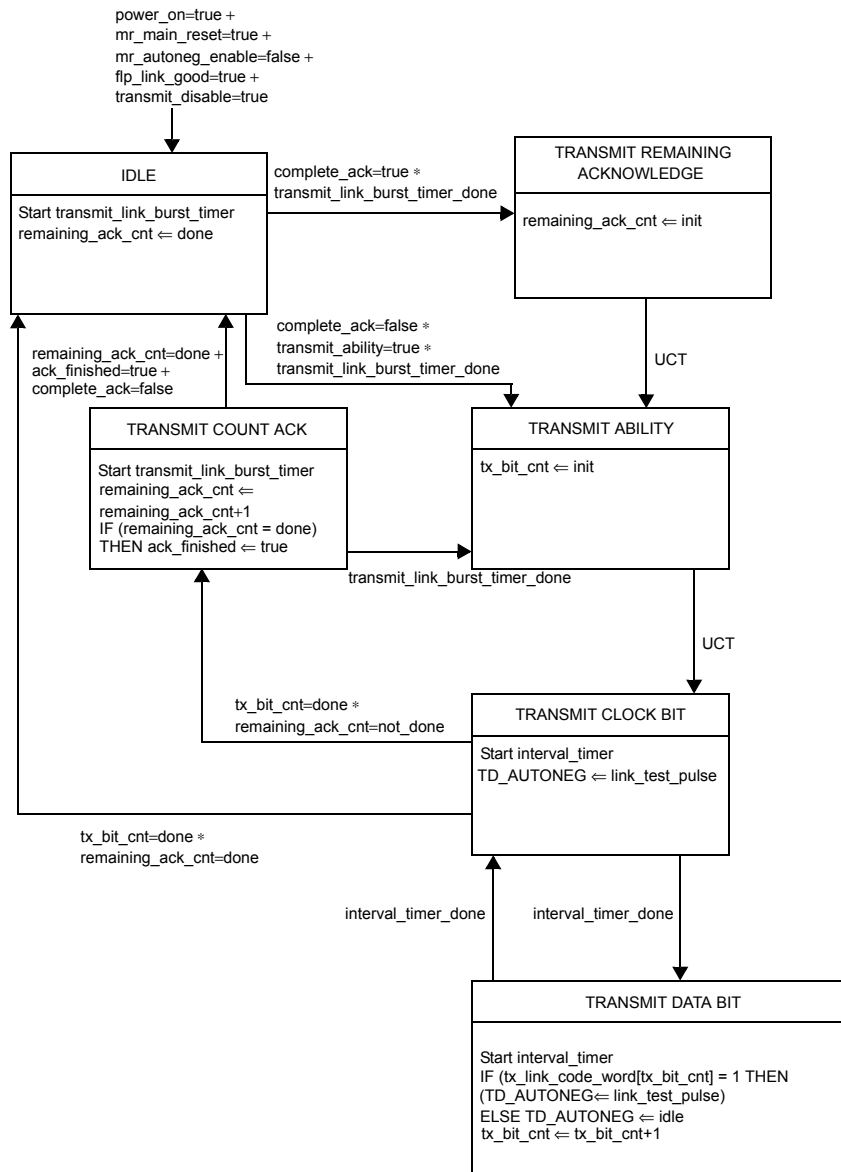 power_on=true +
mr_main_reset=true +
mr_autoneg_enable=false +
flp_link_good=true +
transmit_disable=true
IDLE
Start transmit_link_burst_timer
remaining_ack_cnt ⇐ done
complete_ack=true *
transmit_link_burst_timer_done
TRANSMIT REMAINING
ACKNOWLEDGE
remaining_ack_cnt ⇐ init
remaining_ack_cnt=done +
ack_finished=true +
complete_ack=false
complete_ack=false *
transmit_ability=true *
transmit_link_burst_timer_done
UCT
TRANSMIT COUNT ACK
Start transmit_link_burst_timer
remaining_ack_cnt ⇐
remaining_ack_cnt+1
IF (remaining_ack_cnt = done)
THEN ack_finished ⇐ true
TRANSMIT ABILITY
tx_bit_cnt ⇐ init
transmit_link_burst_timer_done
UCT
tx_bit_cnt=done *
remaining_ack_cnt=not_done
TRANSMIT CLOCK BIT
Start interval_timer
TD_AUTONEG ⇐ link_test_pulse
tx_bit_cnt=done *
remaining_ack_cnt=done
interval_timer_done
interval_timer_done
TRANSMIT DATA BIT
Start interval_timer
IF (tx_link_code_word[tx_bit_cnt] = 1 THEN
(TD_AUTONEG⇐ link_test_pulse)
ELSE TD_AUTONEG ⇐ idle
tx_bit_cnt ⇐ tx_bit_cnt+1